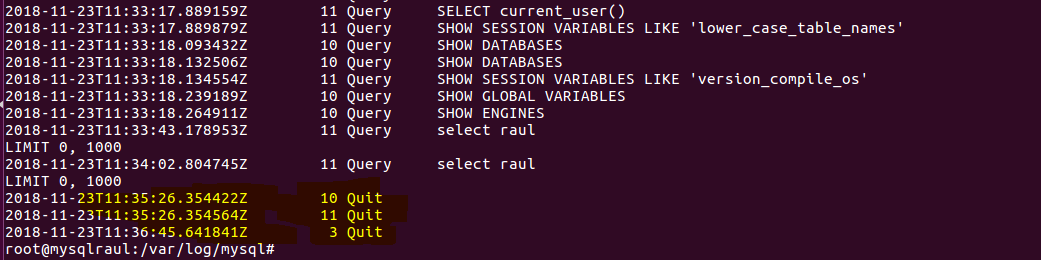 2018-11-23T11:33:17.889159Z 11 Query SELECT current_user()
2018-11-23T11:33:17.889879Z 11 Query SHOW SESSION VARIABLES LIKE 'lower_case_table_names'
2018-11-23T11:33:18.093432Z 10 Query SHOW DATABASES
2018-11-23T11:33:18.132506Z 10 Query SHOW DATABASES
2018-11-23T11:33:18.134554Z 11 Query SHOW SESSION VARIABLES LIKE 'version_compile_os'
2018-11-23T11:33:18.239189Z 10 Query SHOW GLOBAL VARIABLES
2018-11-23T11:33:18.264911Z 10 Query SHOW ENGINES
2018-11-23T11:33:43.178953Z 11 Query select raul
LIMIT 0, 1000
2018-11-23T11:34:02.804745Z 11 Query select raul
LIMIT 0, 1000
2018-11-23T11:35:26.354422Z 10 Quit
2018-11-23T11:35:26.354564Z 11 Quit
2018-11-23T11:36:45.641841Z 3 Quit
root@mysqlraul:/var/log/mysql#